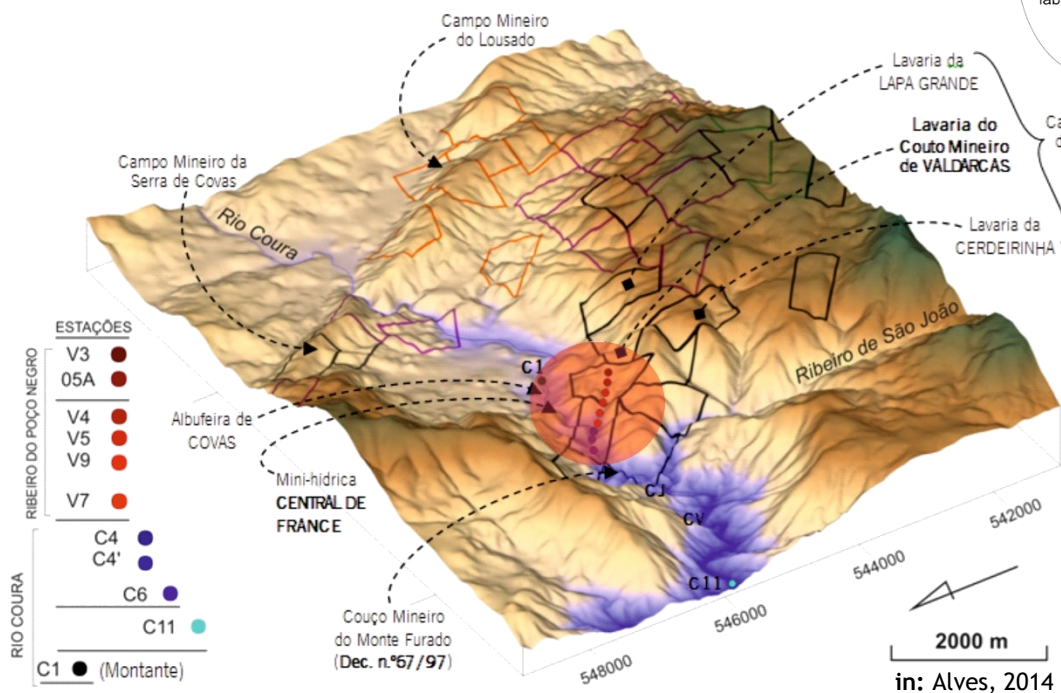 lab
Campo Mineiro
do Lousado
Lavaria da
LAPA GRANDE
Ca
d
Lavaria do
Couto Mineiro
de VALDARCAS
Campo Mineiro da
Serra de Covas
Lavaria da
CERDEIRINHA
Rio Coura
Ribeiro de São João
C1
Albufeira de
COVAS
Mini-hídrica
CENTRAL DE
FRANCE
CJ
CV
C11
Couço Mineiro
do Monte Furado
(Dec. n.º67/97)
548000
546000
544000
542000
2000 m
in: Alves, 2014
ESTAÇÕES
RIBEIRO DO POÇO NEGRO
V3
05A
V4
V5
V9
V7
RIO COURA
C4
C4'
C6
C11
C1 (Montante)